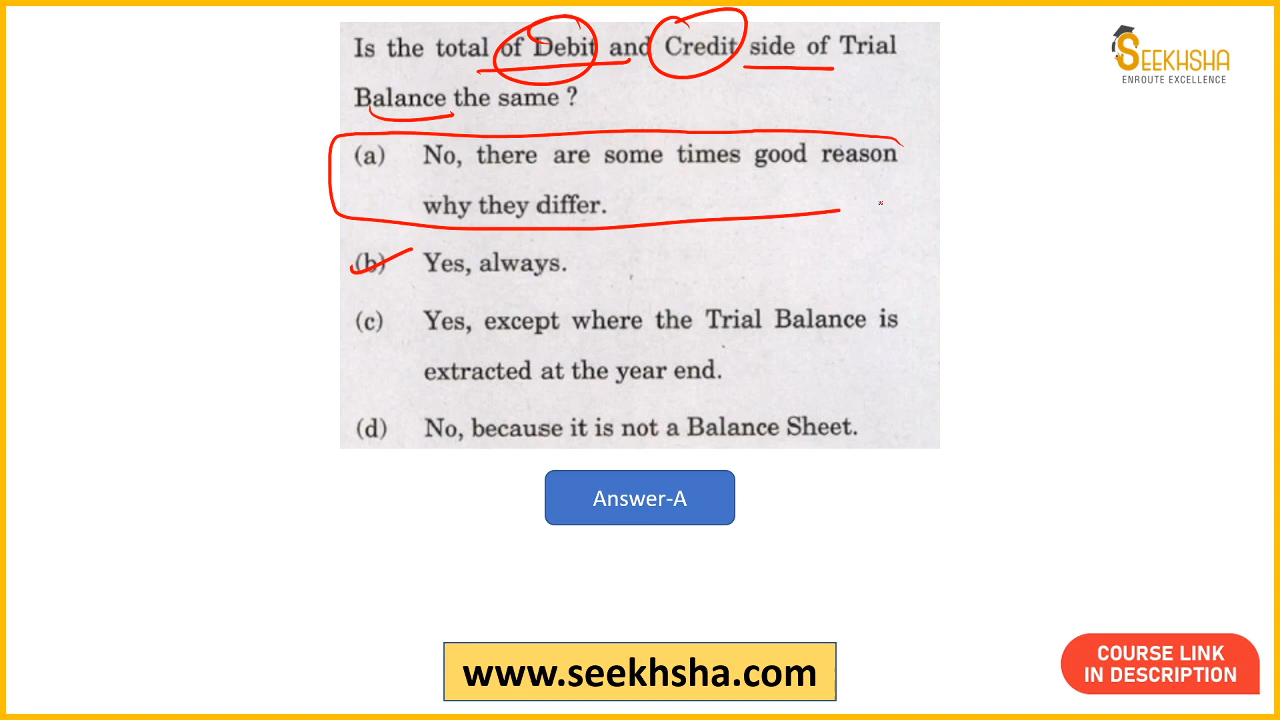 Is the total of Debit and Credit side of Trial
Balance the same ?
(a) No, there are some times good reason
why they differ.
(b) Yes, always.
(c) Yes, except where the Trial Balance is
extracted at the year end.
(d) No, because it is not a Balance Sheet.
SEEKHSHA
ENROUTE EXCELLENCE
Answer-A
www.seekhsha.com
COURSE LINK
IN DESCRIPTION